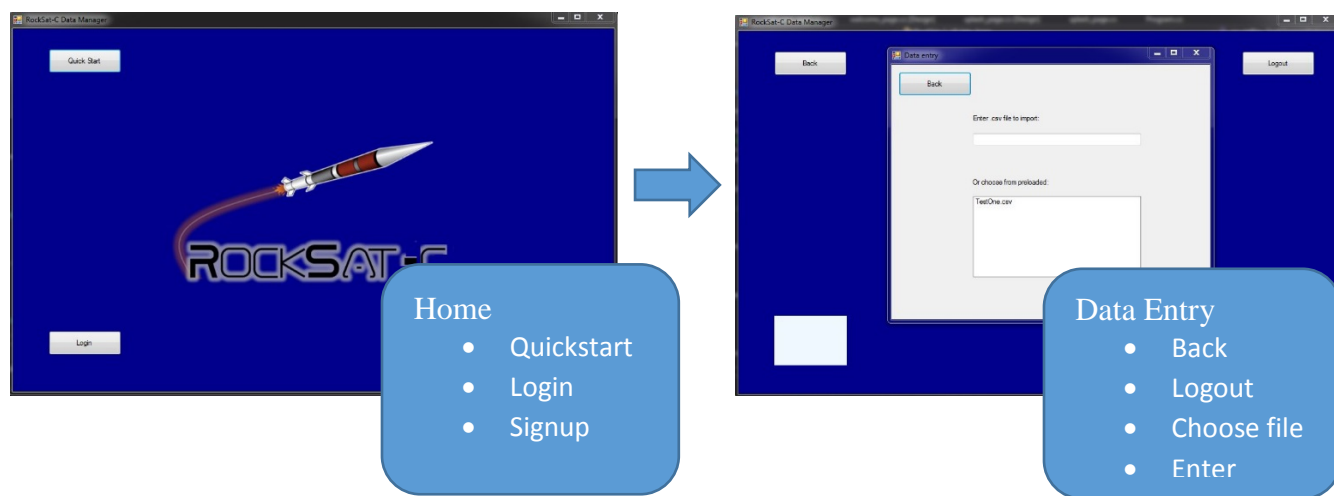 RockSat-C Data Manager
Quick Start
ROCKSAT-C
Login
Home
Quickstart
Login
Signup
RockSat-C Data Manager
Back
Data entry
Logout
Back
Enter .csv file to import:
Or choose from preloaded:
TestOne.csv
Data Entry
Back
Logout
Choose file
Enter